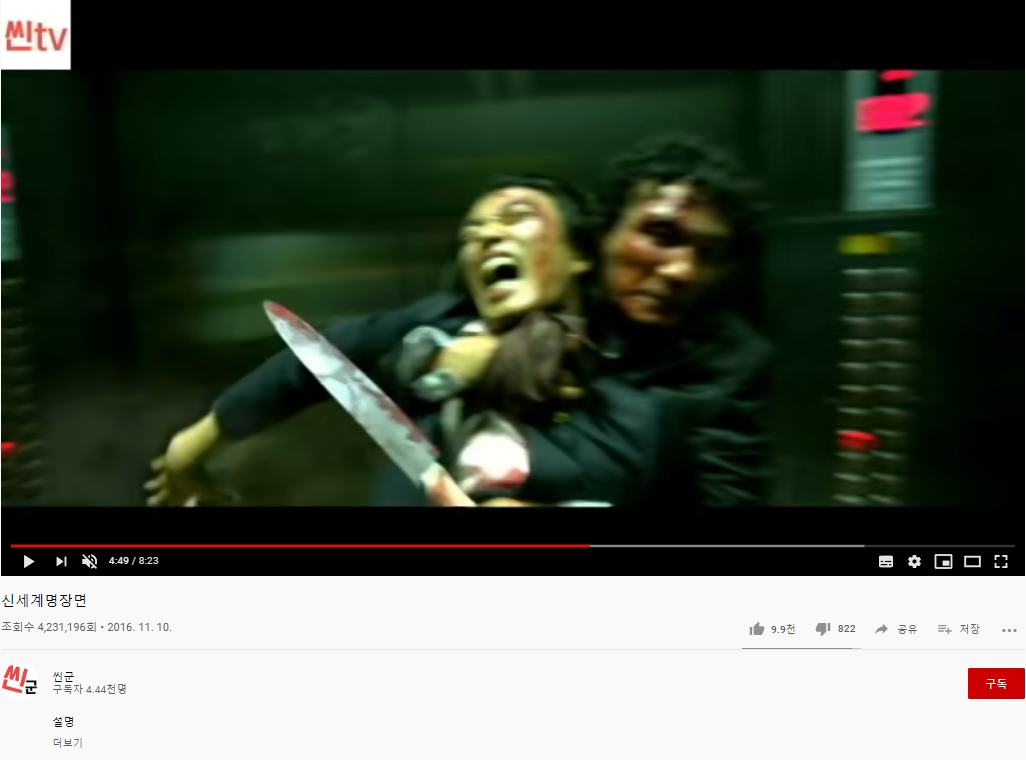 씬tv
4:49 / 8:23
신세계명장면
조회수 4,231,196회 • 2016. 11. 10.
9.9천 822 공유 저장
씬군
씬군
구독자 4.44천명
구독
설명
더보기